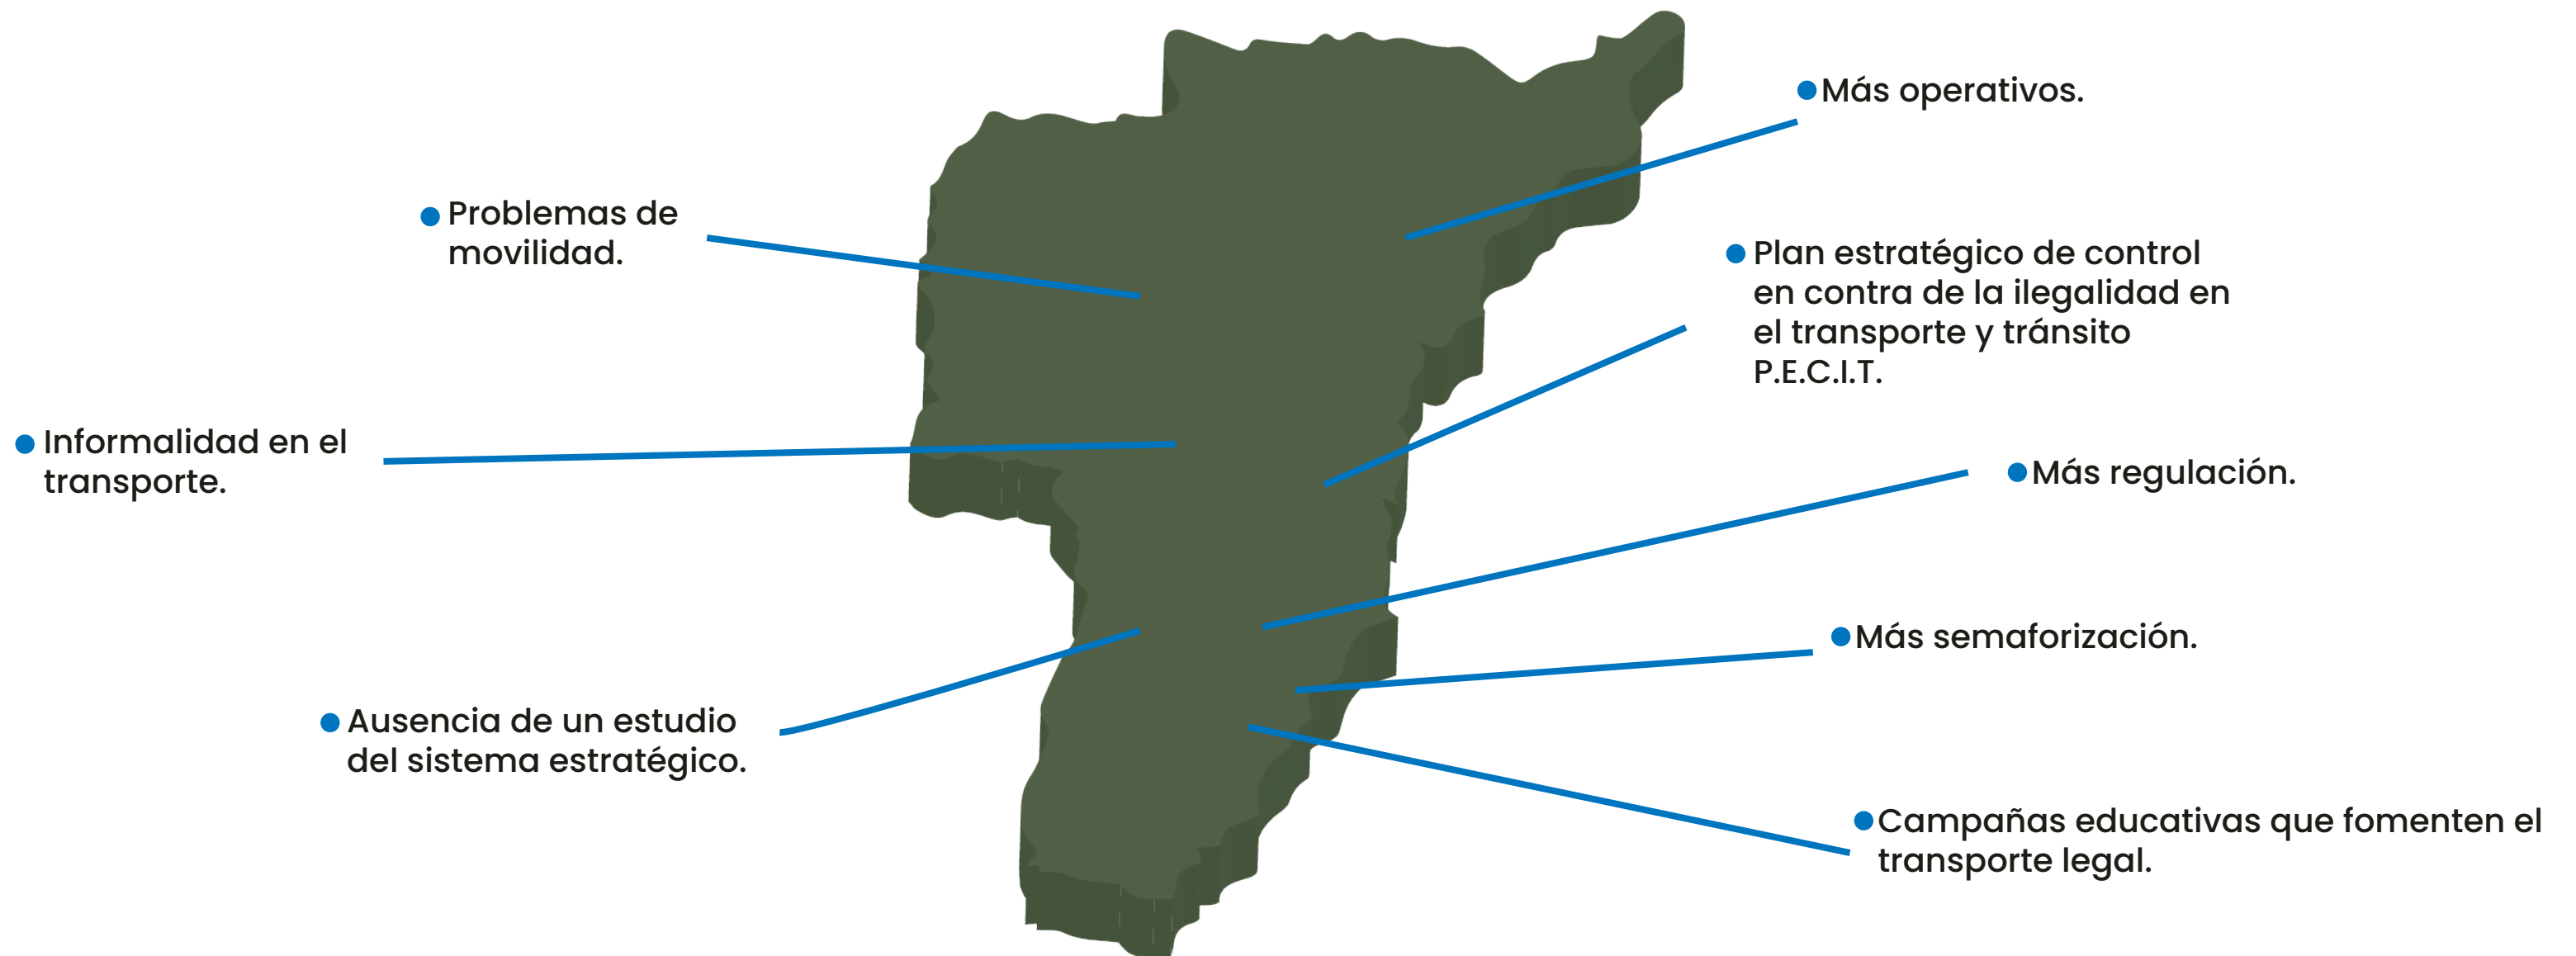 Problemas de
movilidad.
Informalidad en el
transporte.
Ausencia de un estudio
del sistema estratégico.
Más operativos.
Plan estratégico de control
en contra de la ilegalidad en
el transporte y tránsito
P.E.C.I.T.
Más regulación.
Más semaforización.
Campañas educativas que fomenten el
transporte legal.